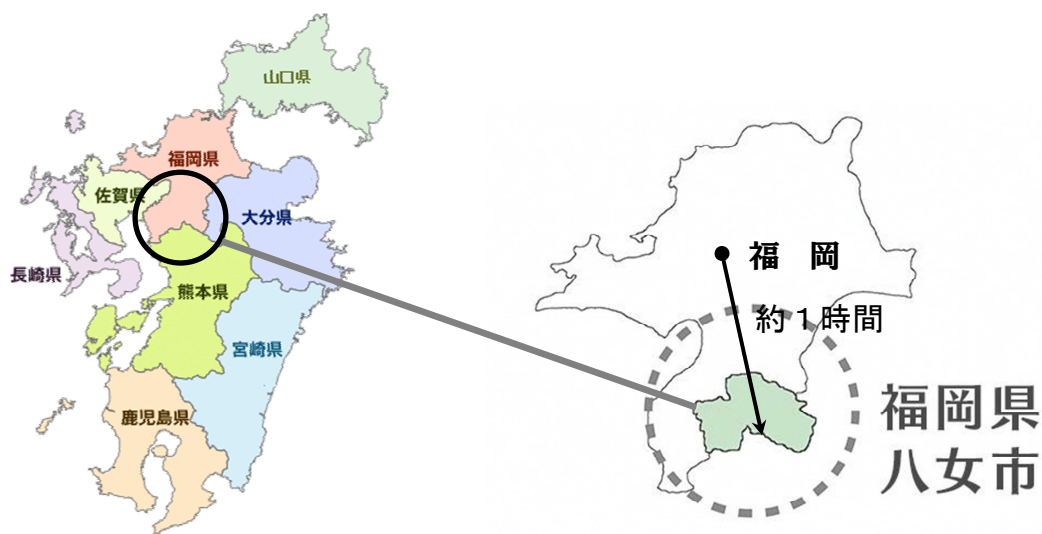 山口県
福岡県
佐賀県
大分県
長崎県
熊本県
宮崎県
鹿児島県
福　岡
約１時間
福岡県
八女市